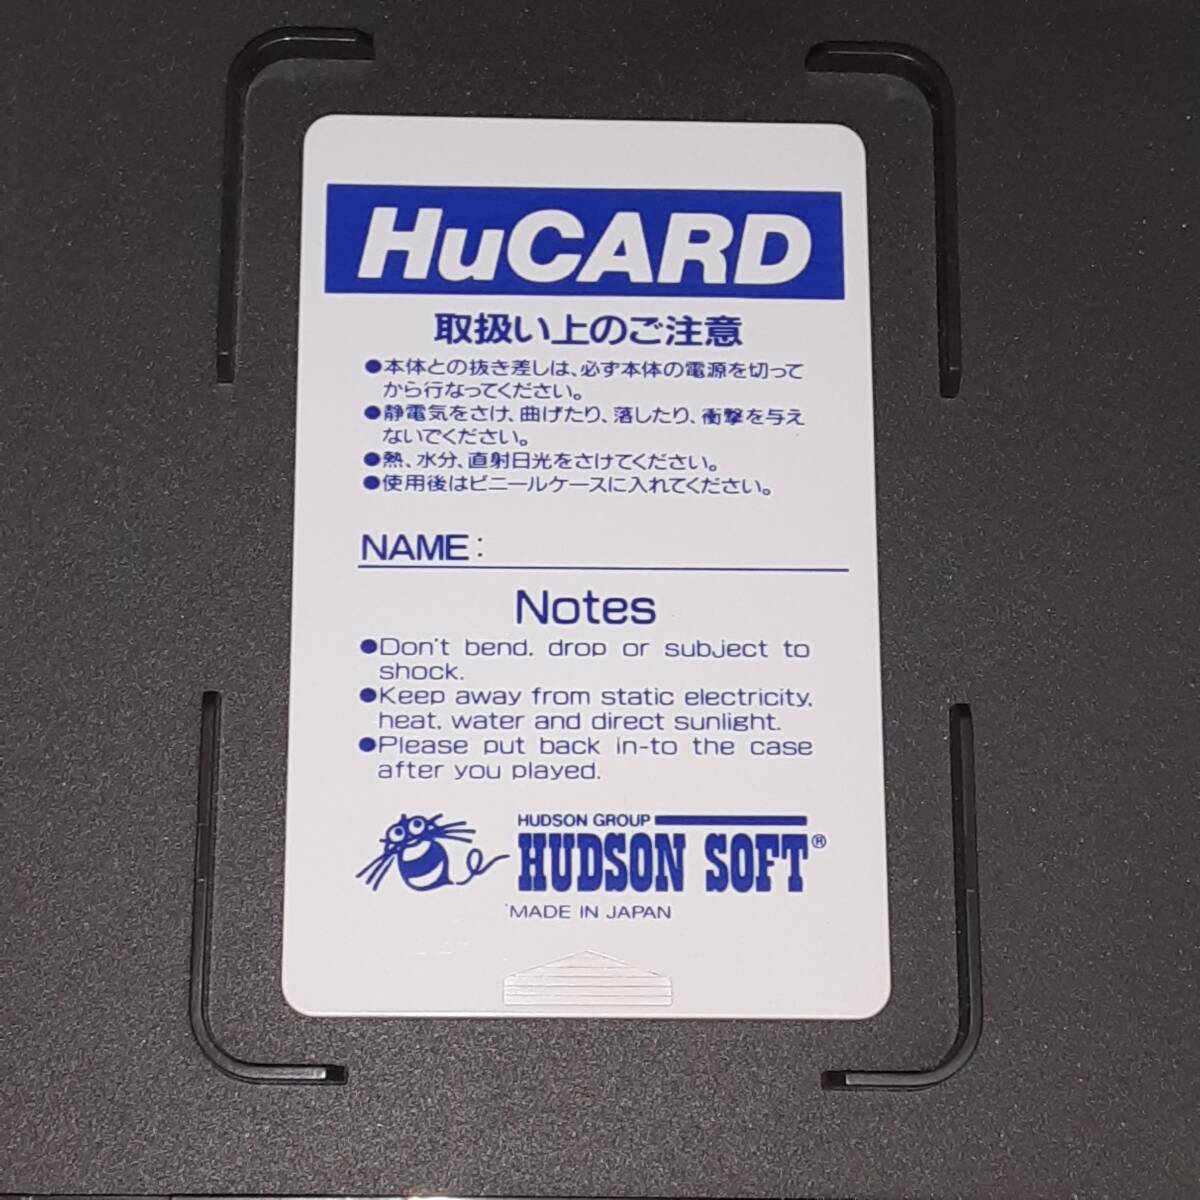 HuCARD
取扱い上のご注意
●本体との抜き差しは、必ず本体の電源を切って
から行なってください。
●静電気をさけ、曲げたり、落したり、衝撃を与え
ないでください。
●熱、水分、直射日光をさけてください。
●使用後はビニールケースに入れてください。
NAME:
Notes
●Don't bend, drop or subject to
shock.
●Keep away from static electricity,
heat, water and direct sunlight.
●Please put back in-to the case
after you played.
HUDSON GROUP
HUDSON SOFT®
MADE IN JAPAN